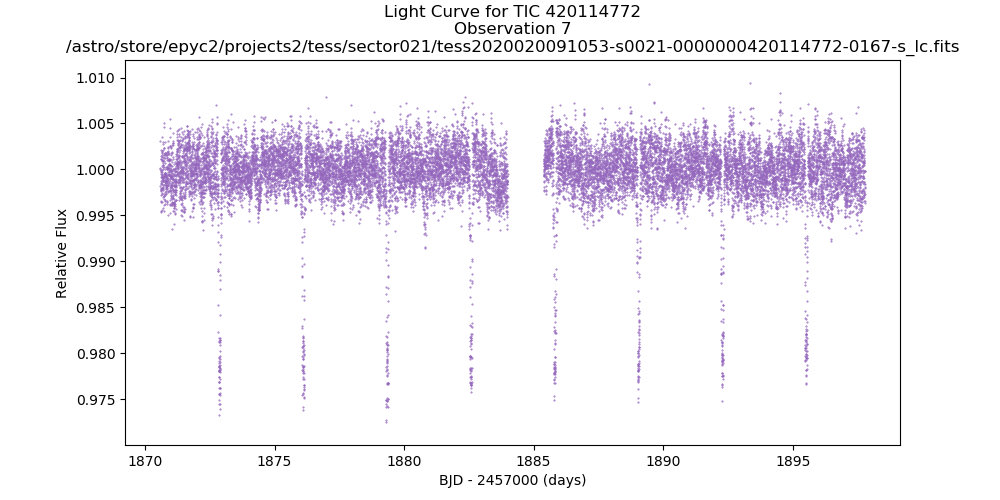 Light Curve for TIC 420114772
Observation 7
/astro/store/epyc2/projects2/tess/sector021/tess2020020091053-s0021-0000000420114772-0167-s_lc.fits
1.010
1.005
1.000
0.995
0.990
0.985
0.980
0.975
Relative Flux
1870 1875 1880 1885 1890 1895
BJD - 2457000 (days)